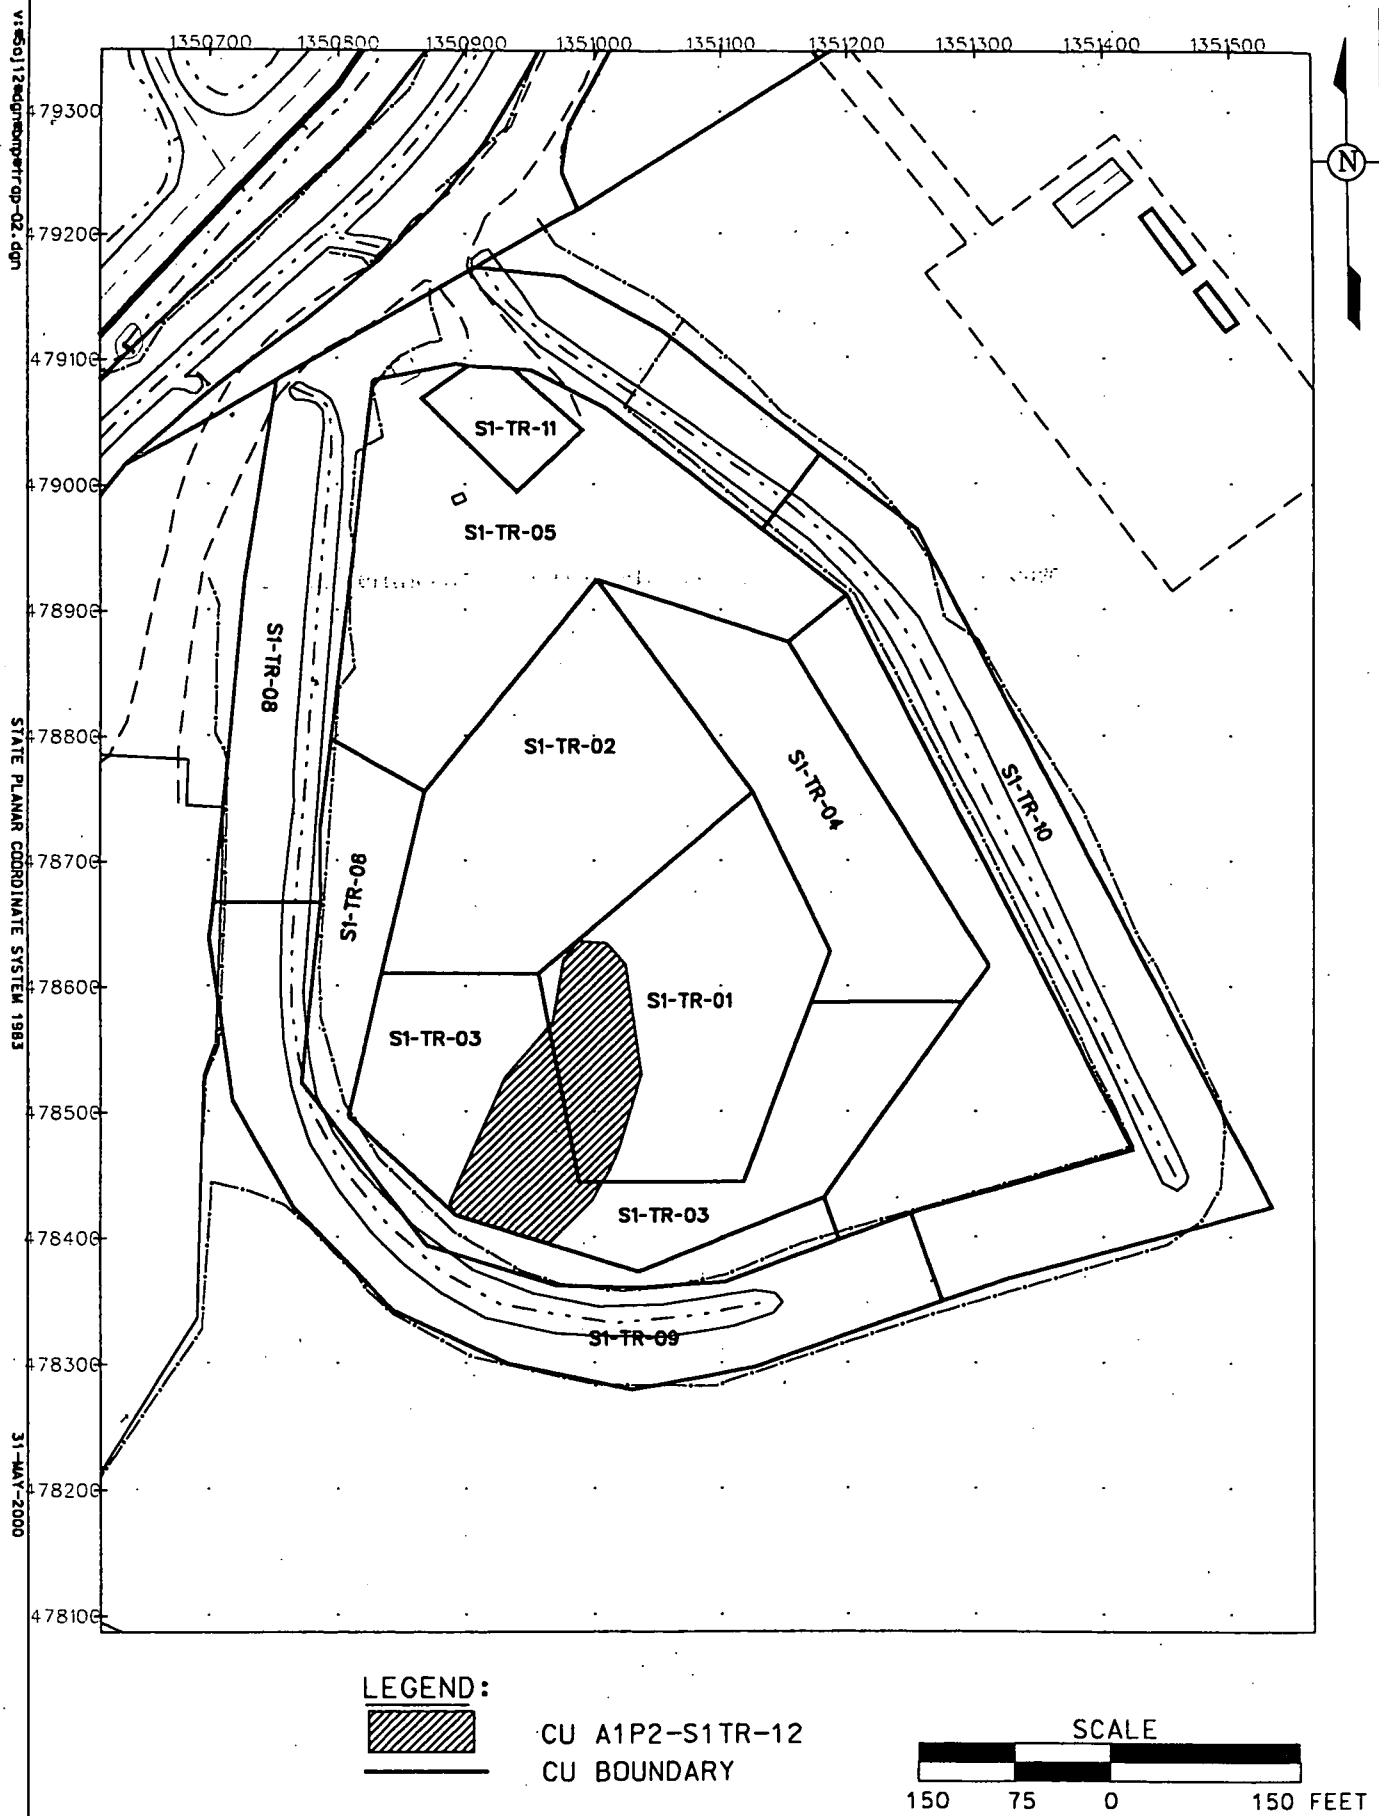 1350700 1350800 1350900 1351000 1351100 1351200 1351300 1351400 1351500
479300
N
479200
479100
S1-TR-11
479000
S1-TR-05
478900
S1-TR-08
478800
S1-TR-02
S1-TR-04
S1-TR-10
478700
S1-TR-08
478600
S1-TR-01
S1-TR-03
478500
S1-TR-03
478400
S1-TR-09
478300
478200
478100
STATE PLANAR COORDINATE SYSTEM 1983
31-MAY-2000
LEGEND:
CU A1P2-S1TR-12
CU BOUNDARY
SCALE
150 75 0 150 FEET